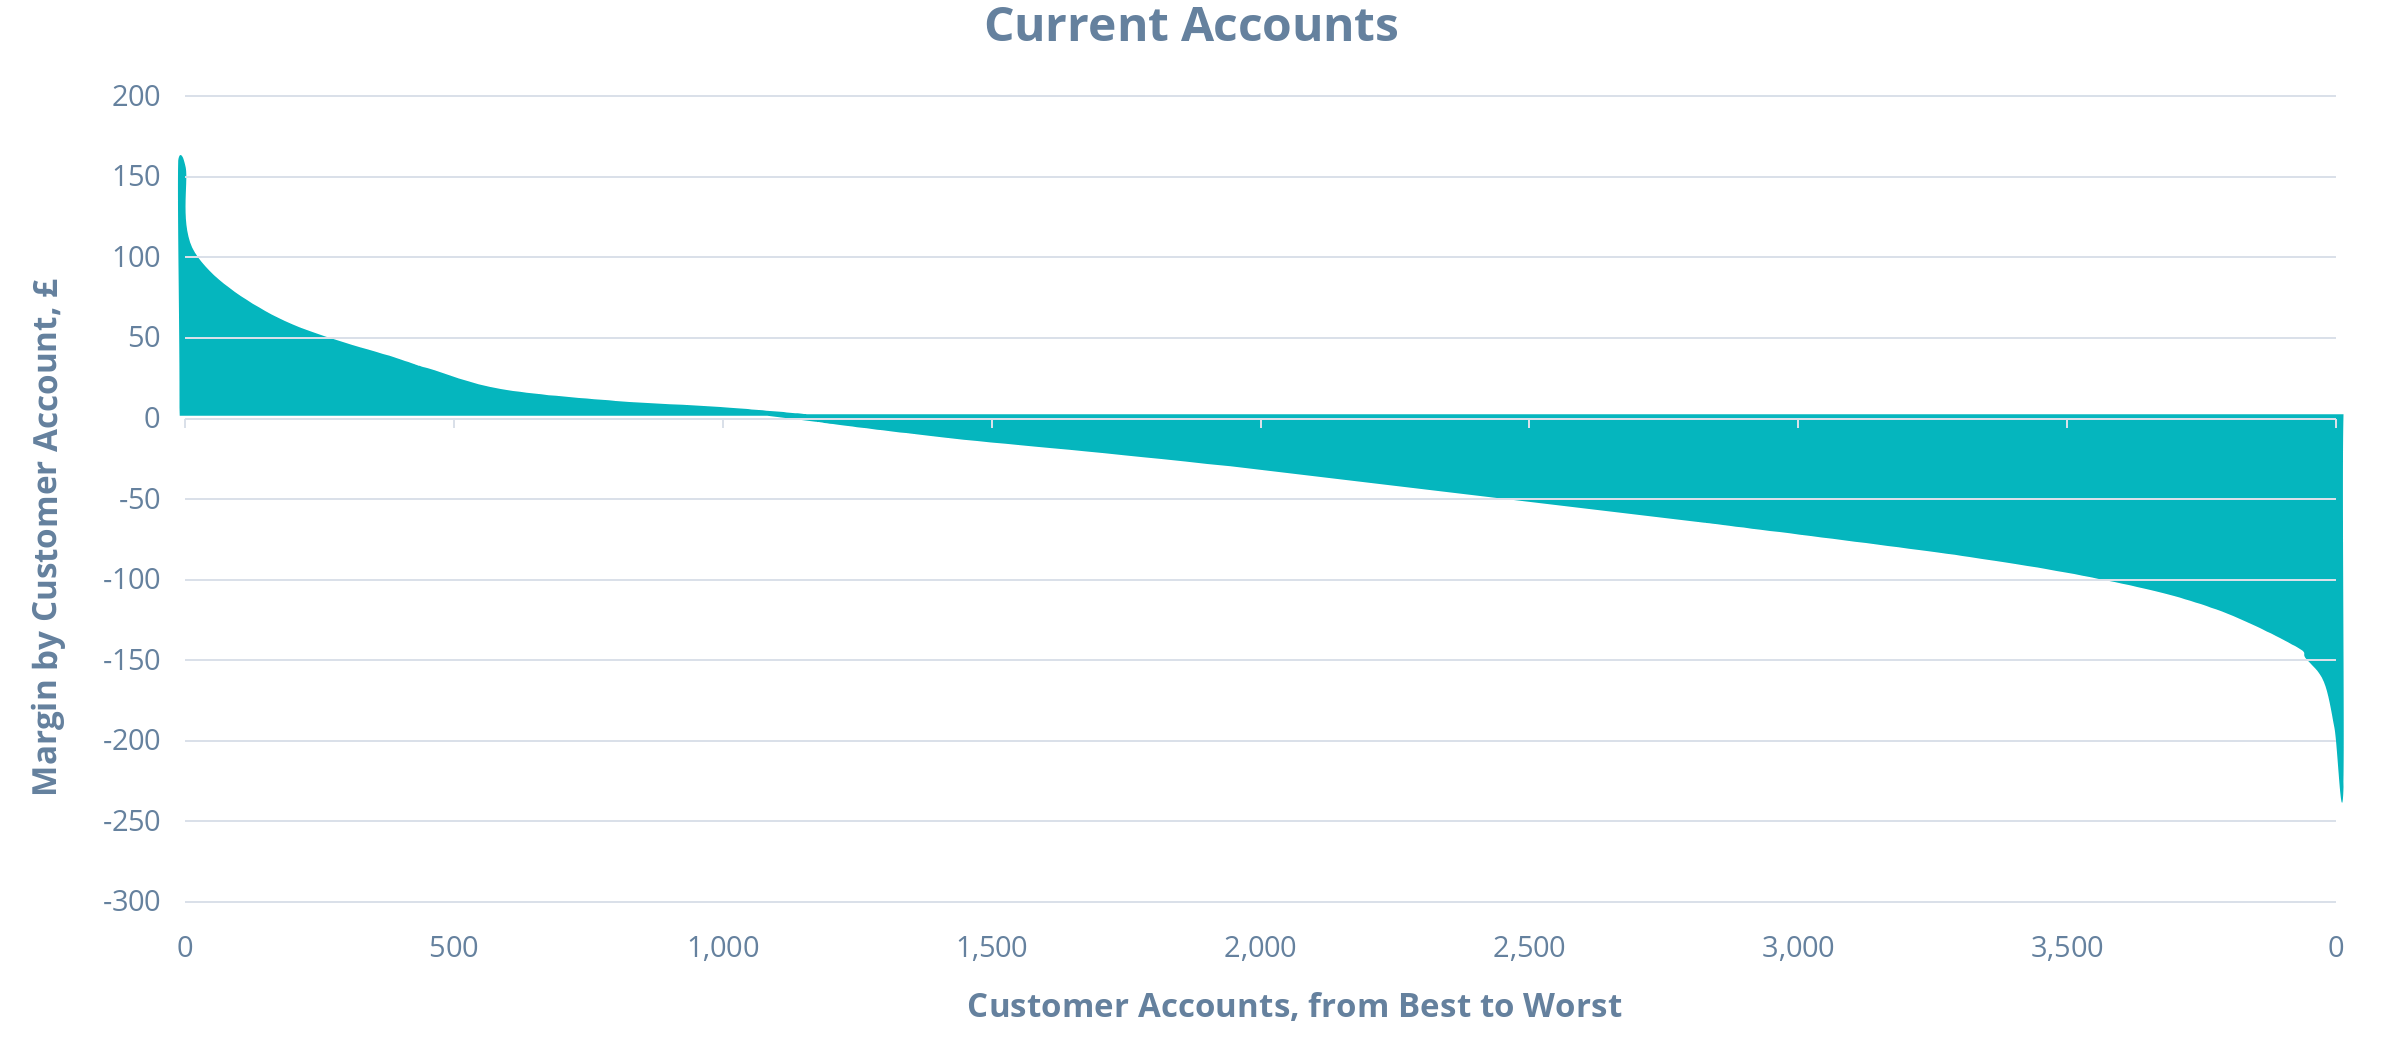 Current Accounts
200
150
100
50
0
-50
-100
-150
-200
-250
-300
Margin by Customer Account, £
0 500 1,000 1,500 2,000 2,500 3,000 3,500 0
Customer Accounts, from Best to Worst